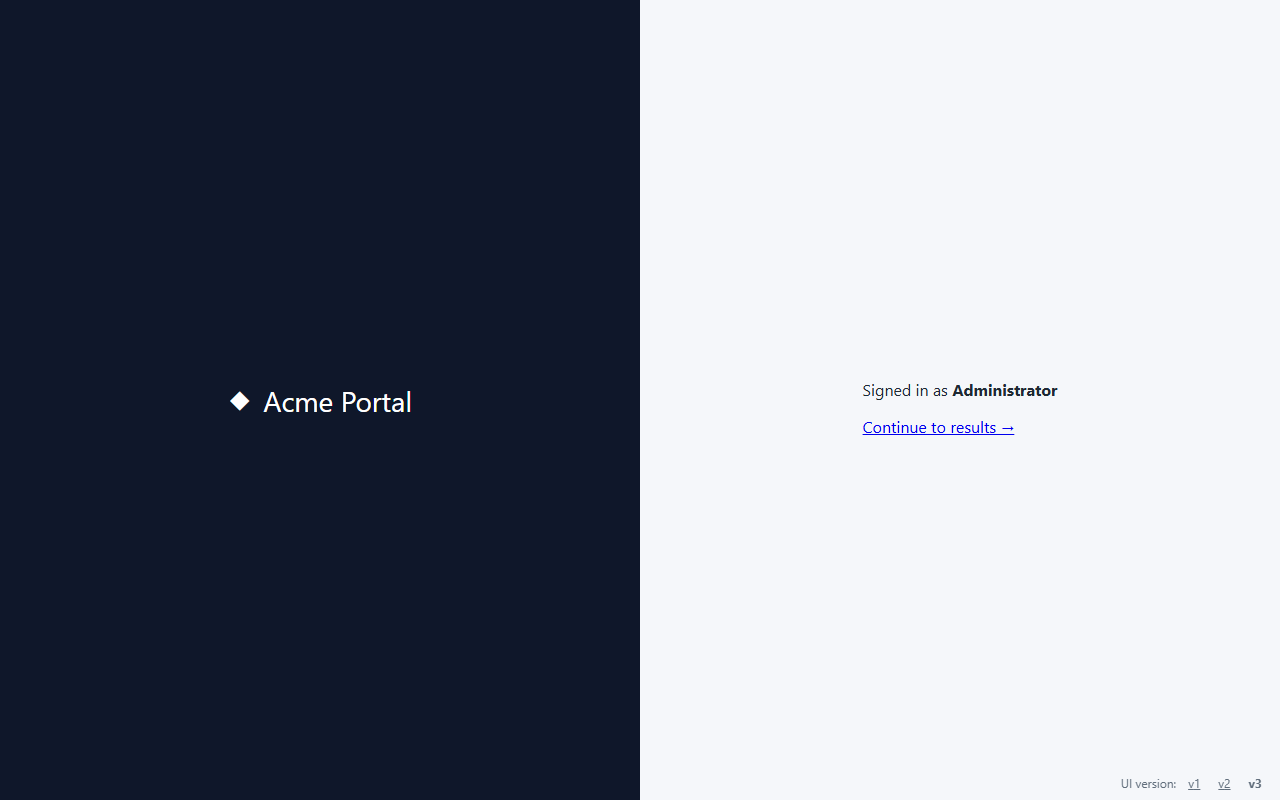 ◆ Acme Portal
Signed in as Administrator
Continue to results →
UI version: v1 v2 v3